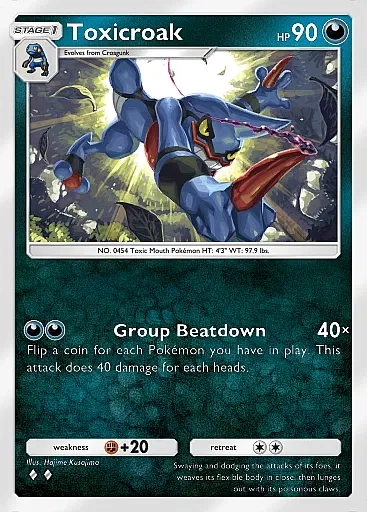 STAGE 1 Toxicroak HP 90
Evolves from Croagunk
NO. 0454 Toxic Mouth Pokémon HT: 4'3" WT: 97.9 lbs.
Group Beatdown 40×
Flip a coin for each Pokémon you have in play. This
attack does 40 damage for each heads.
weakness +20 retreat
Illus. Hajime Kusajima
Swaying and dodging the attacks of its foes, it
weaves its flexible body in close, then lunges
out with its poisonous claws.